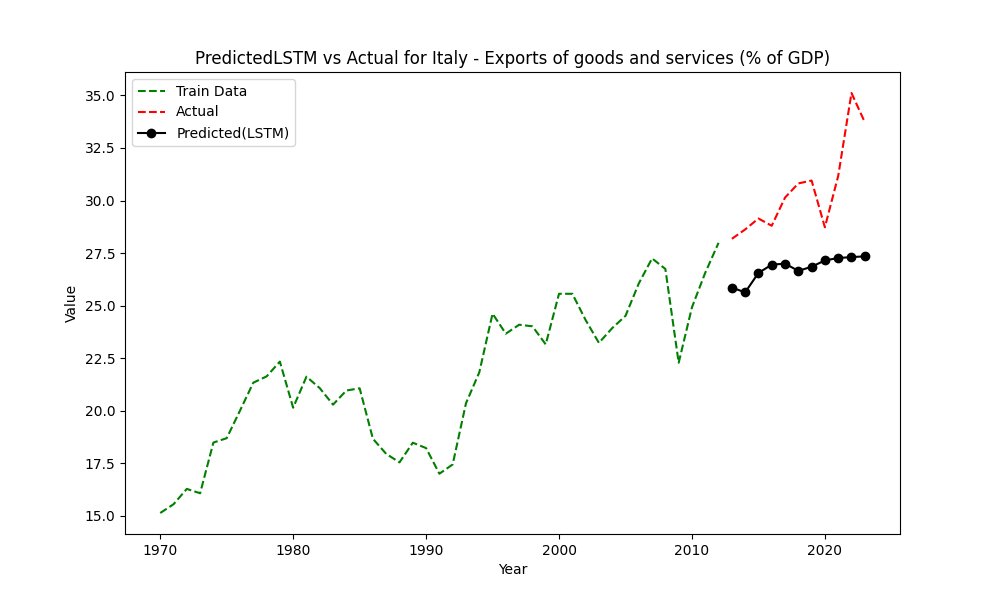 PredictedLSTM vs Actual for Italy - Exports of goods and services (% of GDP)
Train Data
Actual
Predicted(LSTM)
35.0
32.5
30.0
27.5
25.0
22.5
20.0
17.5
15.0
Value
1970
1980
1990
2000
2010
2020
Year